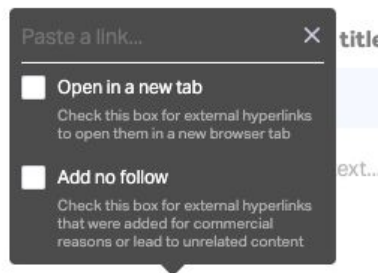 Paste a link...
title
Open in a new tab
Check this box for external hyperlinks
to open them in a new browser tab
Add no follow
ext...
Check this box for external hyperlinks
that were added for commercial
reasons or lead to unrelated content